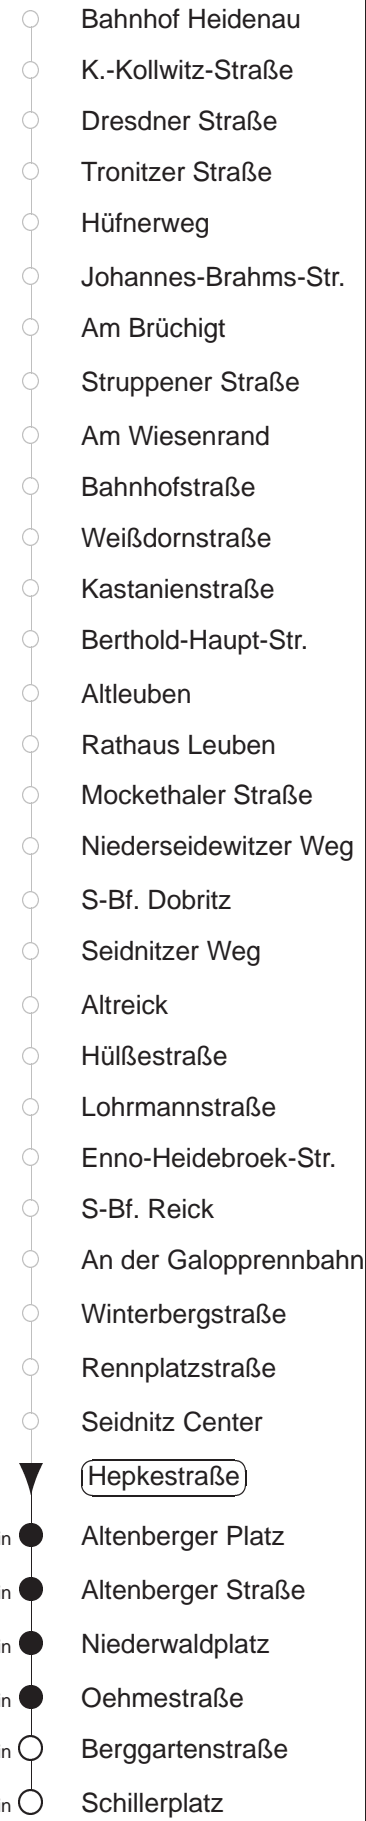 Bahnhof Heidenau
K.-Kollwitz-Straße
Dresdner Straße
Tronitzer Straße
Hüfnerweg
Johannes-Brahms-Str.
Am Brüchigt
Struppener Straße
Am Wiesenrand
Bahnhofstraße
Weißdornstraße
Kastanienstraße
Berthold-Haupt-Str.
Altleuben
Rathaus Leuben
Mockethaler Straße
Niederseidewitzer Weg
S-Bf. Dobritz
Seidnitzer Weg
Altreick
Hülßestraße
Lohrmannstraße
Enno-Heidebroek-Str.
S-Bf. Reick
An der Galopprennbahn
Winterbergstraße
Rennplatzstraße
Seidnitz Center
Hepkestraße
Altenberger Platz
Altenberger Straße
Niederwaldplatz
Oehmestraße
Berggartenstraße
Schillerplatz